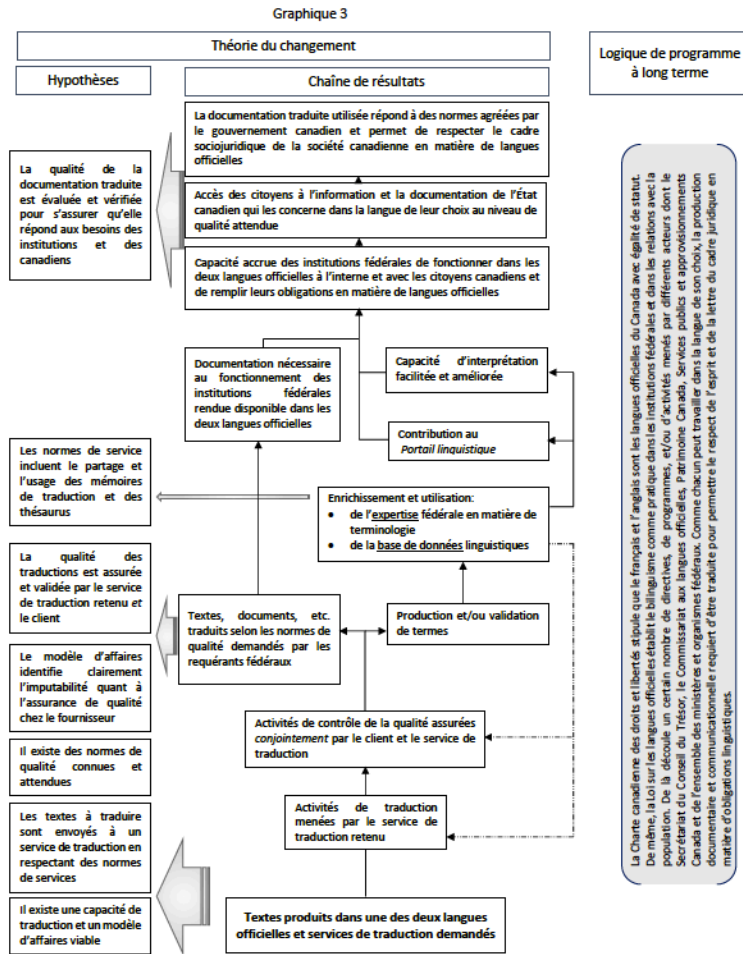 Graphique 3
Théorie du changement
Logique de programme
à long terme
Hypothèses
Chaîne de résultats
La documentation traduite utilisée répond à des normes agréées par
le gouvernement canadien et permet de respecter le cadre
sociojuridique de la société canadienne en matière de langues
officielles
La qualité de la
documentation traduite
est évaluée et vérifiée
pour s'assurer qu'elle
répond aux besoins des
institutions et des
canadiens
Accès des citoyens à l'information et la documentation de l'État
canadien qui les concerne dans la langue de leur choix au niveau de
qualité attendue
Capacité accrue des institutions fédérales de fonctionner dans les
deux langues officielles à l'interne et avec les citoyens canadiens et
de remplir leurs obligations en matière de langues officielles
Documentation nécessaire
au fonctionnement des
institutions fédérales
rendue disponible dans les
deux langues officielles
Capacité d'interprétation
facilitée et améliorée
Contribution au
Portail linguistique
Les normes de service
incluent le partage et
l'usage des mémoires
de traduction et des
thésaurus
Enrichissement et utilisation:
• de l'expertise fédérale en matière de
terminologie
• de la base de données linguistiques
La qualité des
traductions est assurée
et validée par le service
de traduction retenu et
le client
Textes, documents, etc.
traduits selon les normes de
qualité demandés par les
requérants fédéraux
Production et/ou validation
de termes
Le modèle d'affaires
identifie clairement
l'imputabilité quant à
l'assurance de qualité
chez le fournisseur
Activités de contrôle de la qualité assurées
conjointement par le client et le service de
traduction
Il existe des normes de
qualité connues et
attendues
Les textes à traduire
sont envoyés à un
service de traduction en
respectant des normes
de services
Activités de traduction
menées par le service de
traduction retenu
Il existe une capacité de
traduction et un modèle
d'affaires viable
Textes produits dans une des deux langues
officielles et services de traduction demandés
La Charte canadienne des droits et libertés stipule que le français et l'anglais sont les langues officielles du Canada avec égalité de statut.
De même, la Loi sur les langues officielles établit le bilinguisme comme pratique dans les institutions fédérales et dans les relations avec la
population. De là découle un certain nombre de directives, de programmes, et/ou d'activités menés par différents acteurs dont le
Secrétariat du Conseil du Trésor, le Commissariat aux langues officielles, Patrimoine Canada, Services publics et approvisionnements
Canada et de l'ensemble des ministères et organismes fédéraux. Comme chacun peut travailler dans la langue de son choix, la production
documentaire et communicationnelle requiert d'être traduite pour permettre le respect de l'esprit et de la lettre du cadre juridique en
matière d'obligations linguistiques.